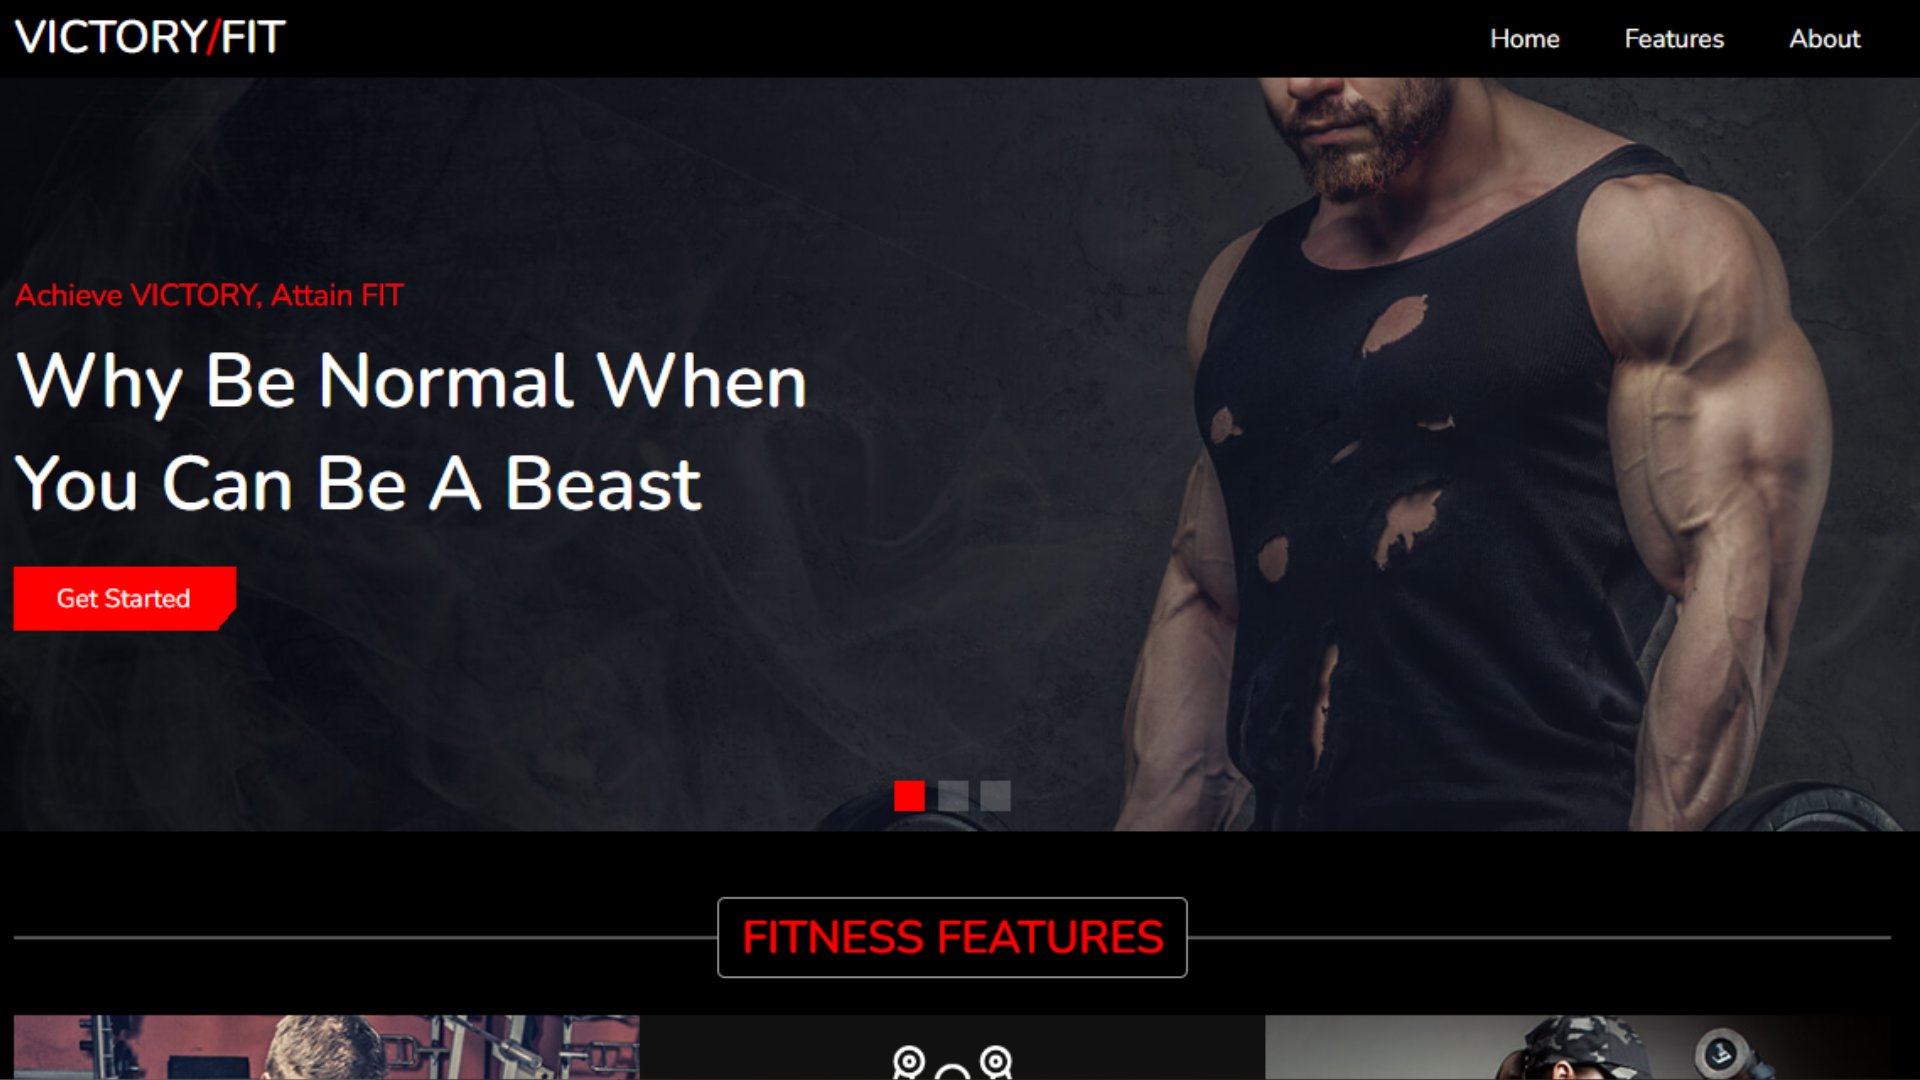 VICTORY/FIT
Home
Features
About
Achieve VICTORY, Attain FIT
Why Be Normal When
You Can Be A Beast
Get Started
FITNESS FEATURES